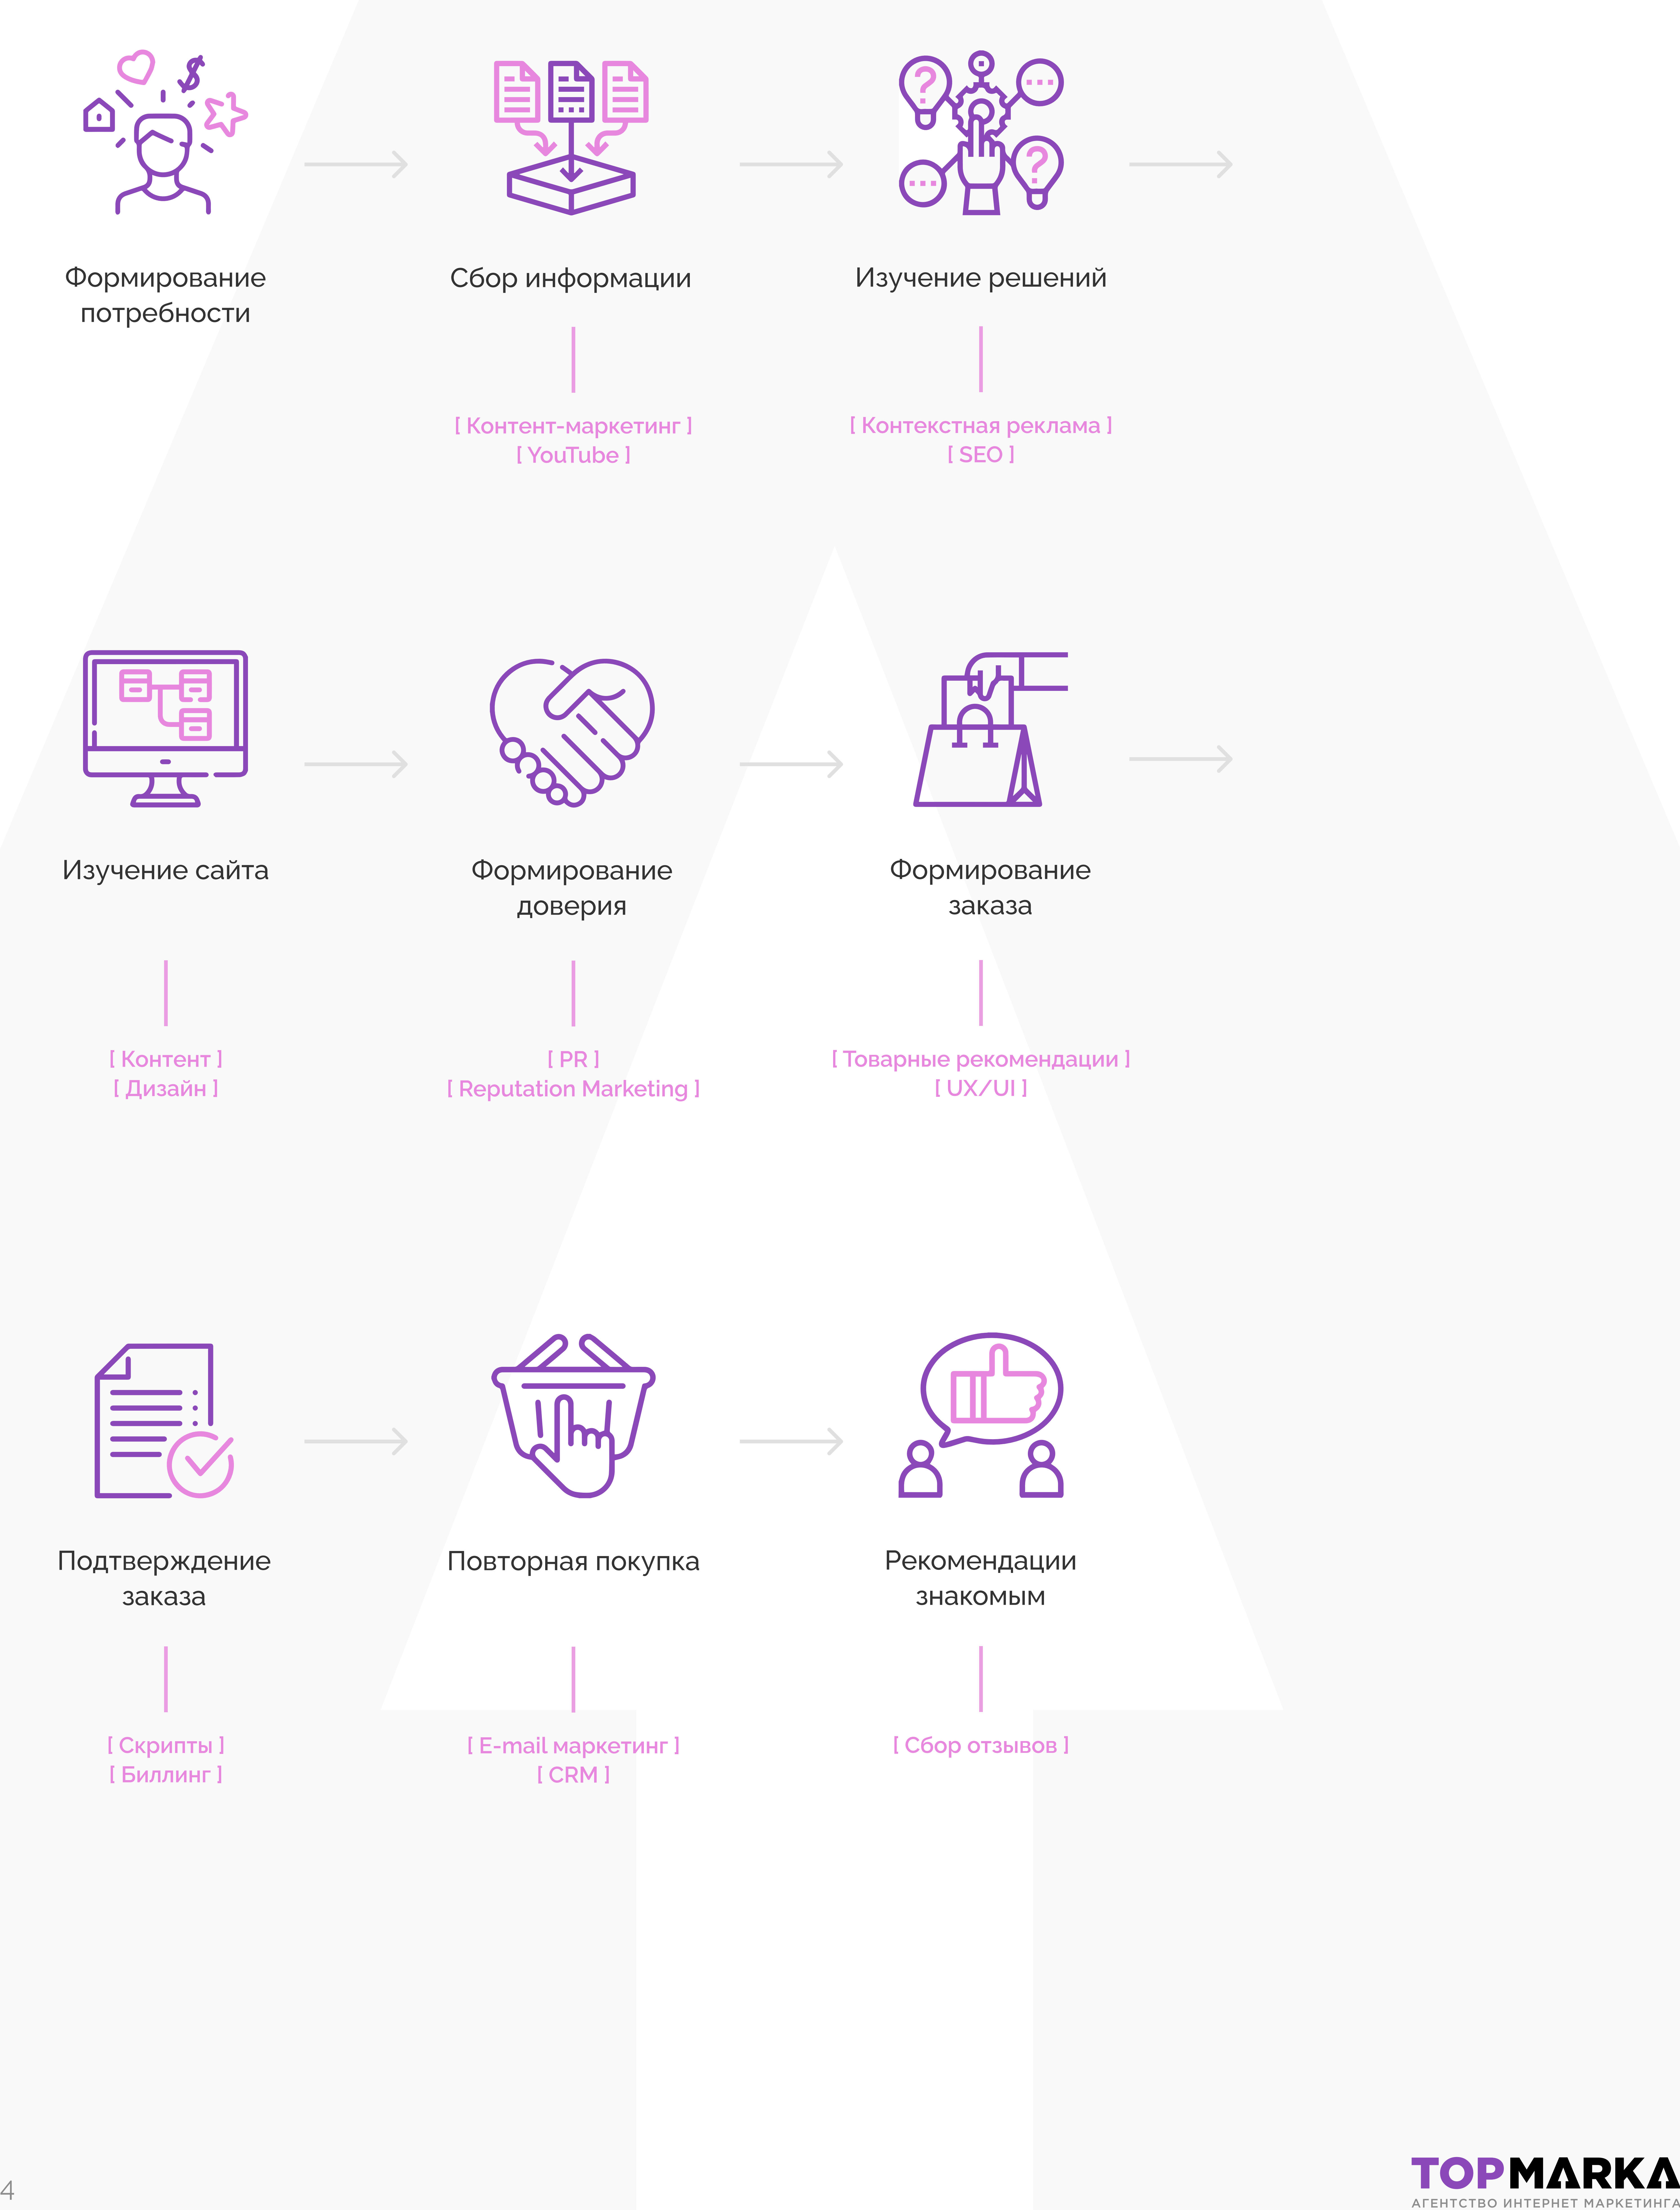 Формирование
потребности
Сбор информации
Изучение решений
[ Контент-маркетинг ]
[ YouTube ]
[ Контекстная реклама ]
[ SEO ]
Изучение сайта
Формирование
доверия
Формирование
заказа
[ Контент ]
[ Дизайн ]
[ PR ]
[ Reputation Marketing ]
[ Товарные рекомендации ]
[ UX/UI ]
Подтверждение
заказа
Повторная покупка
Рекомендации
знакомым
[ Скрипты ]
[ Биллинг ]
[ E-mail маркетинг ]
[ CRM ]
[ Сбор отзывов ]
4
TOPMARKA
АГЕНТСТВО ИНТЕРНЕТ МАРКЕТИНГА